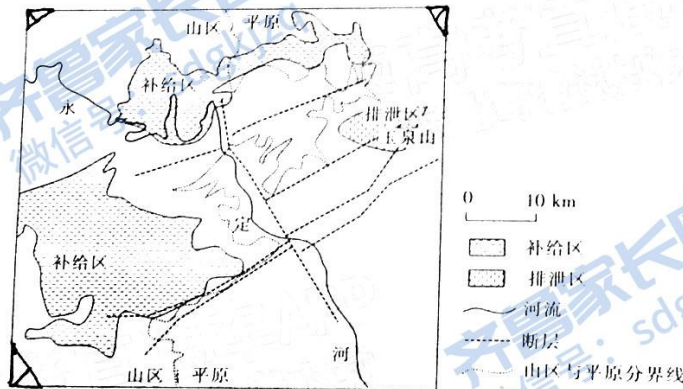 山区 平原
补给区
永
排泄区
玉泉山
定
补给区
河
山区 平原
0 10 km
补给区
排泄区
河流
断层
山区与平原分界线
齐鲁家长圈
微信号：sdgkjzq